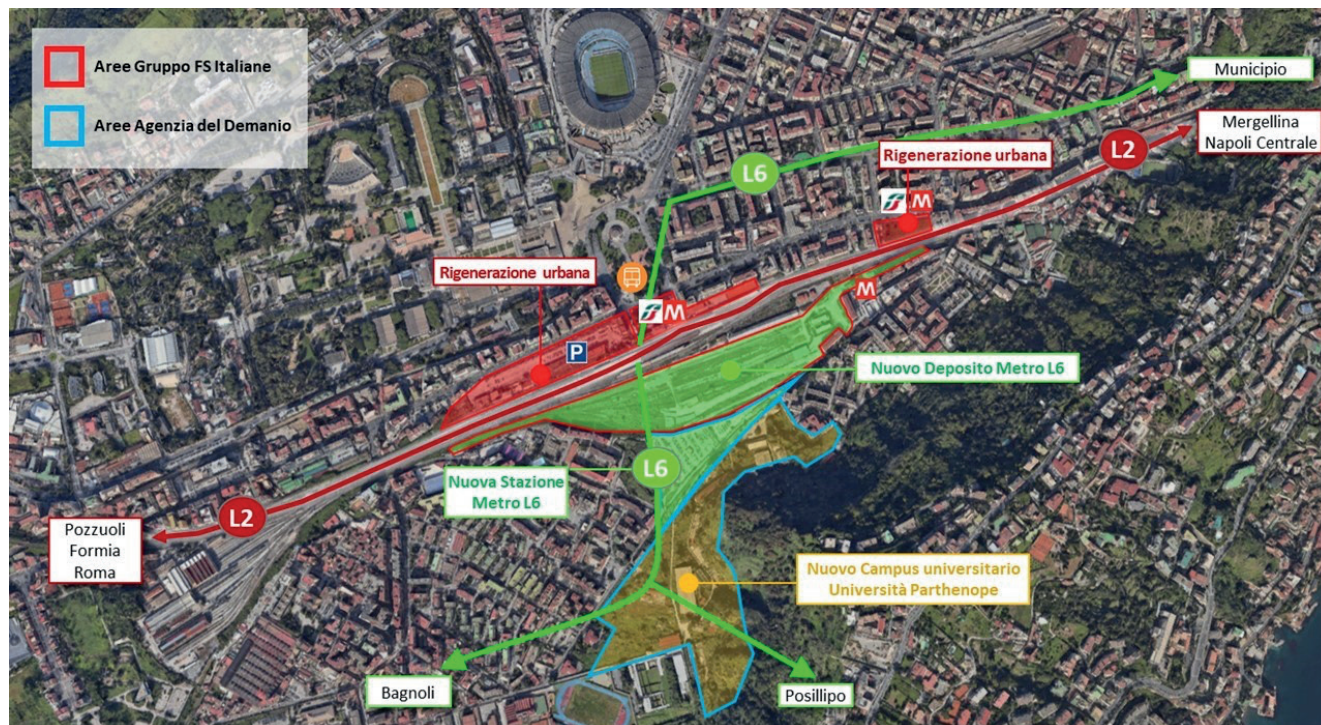 Aree Gruppo FS Italiane
Aree Agenzia del Demanio
Municipio
Mergellina
Napoli Centrale
L2
Rigenerazione urbana
L6
M
Rigenerazione urbana
M
M
P
Nuovo Deposito Metro L6
L6
Nuova Stazione
Metro L6
L2
Pozzuoli
Formia
Roma
Nuovo Campus universitario
Università Parthenope
Bagnoli
Posillipo